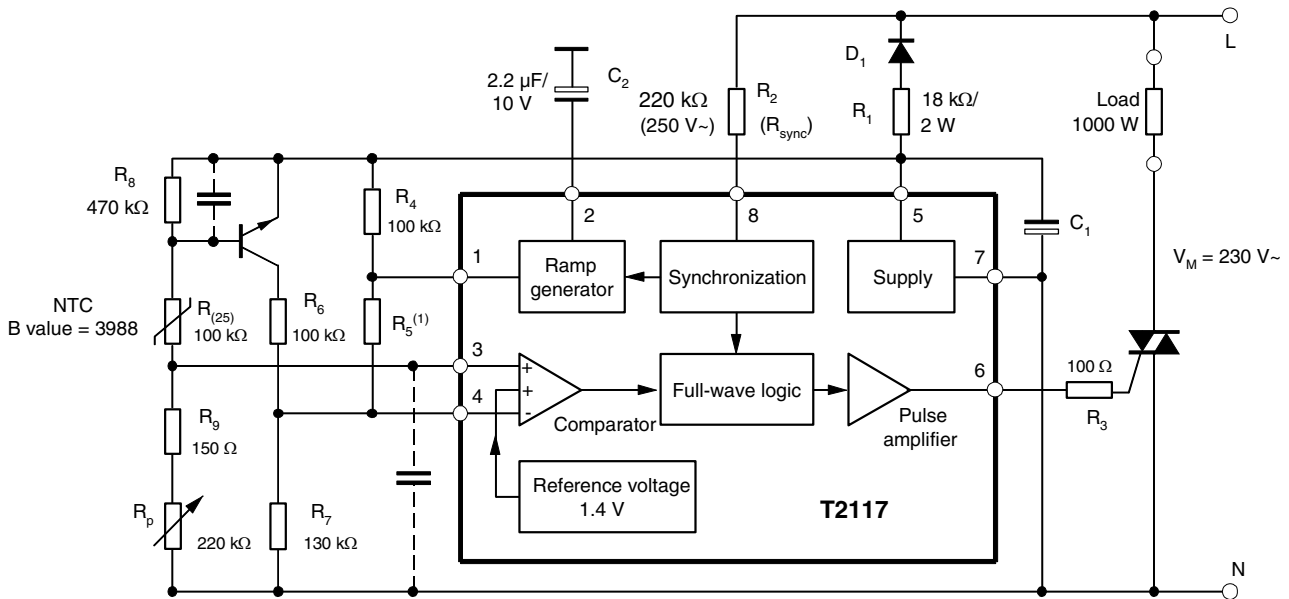 L
D1
2.2 µF/
10 V
C2
220 kΩ
(250 V~)
R2
(Rsync)
R1
18 kΩ/
2 W
Load
1000 W
R8
470 kΩ
R4
100 kΩ
2
8
5
C1
1
Ramp
generator
Synchronization
Supply
7
VM = 230 V~
NTC
B value = 3988
R(25)
100 kΩ
R6
100 kΩ
R5(1)
3
+
+
-
4
Comparator
Full-wave logic
Pulse
amplifier
6
100 Ω
R3
R9
150 Ω
Reference voltage
1.4 V
T2117
Rp
220 kΩ
R7
130 kΩ
N